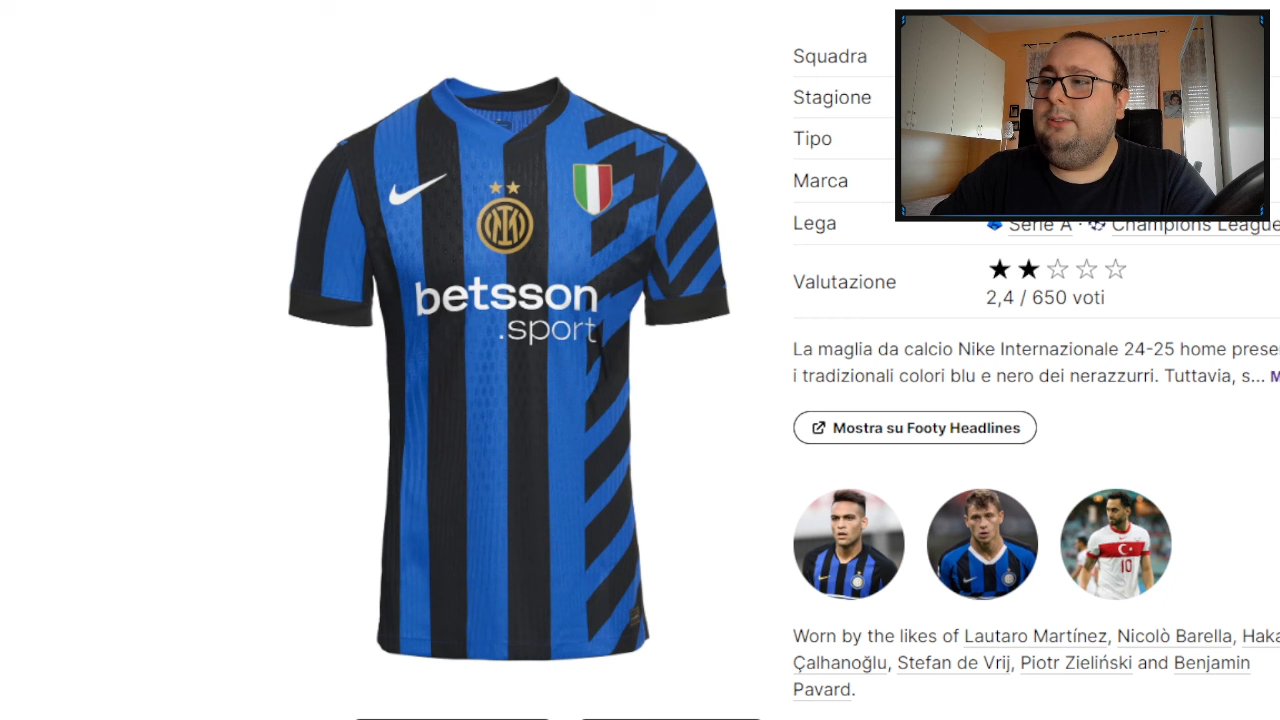 betsson
.sport
Squadra
Stagione
Tipo
Marca
Lega
Serie A · Champions League
Valutazione
2,4 / 650 voti
La maglia da calcio Nike Internazionale 24-25 home prese
i tradizionali colori blu e nero dei nerazzurri. Tuttavia, s... M
Mostra su Footy Headlines
10
Worn by the likes of Lautaro Martínez, Nicolò Barella, Haka
Çalhanoğlu, Stefan de Vrij, Piotr Zieliński and Benjamin
Pavard.